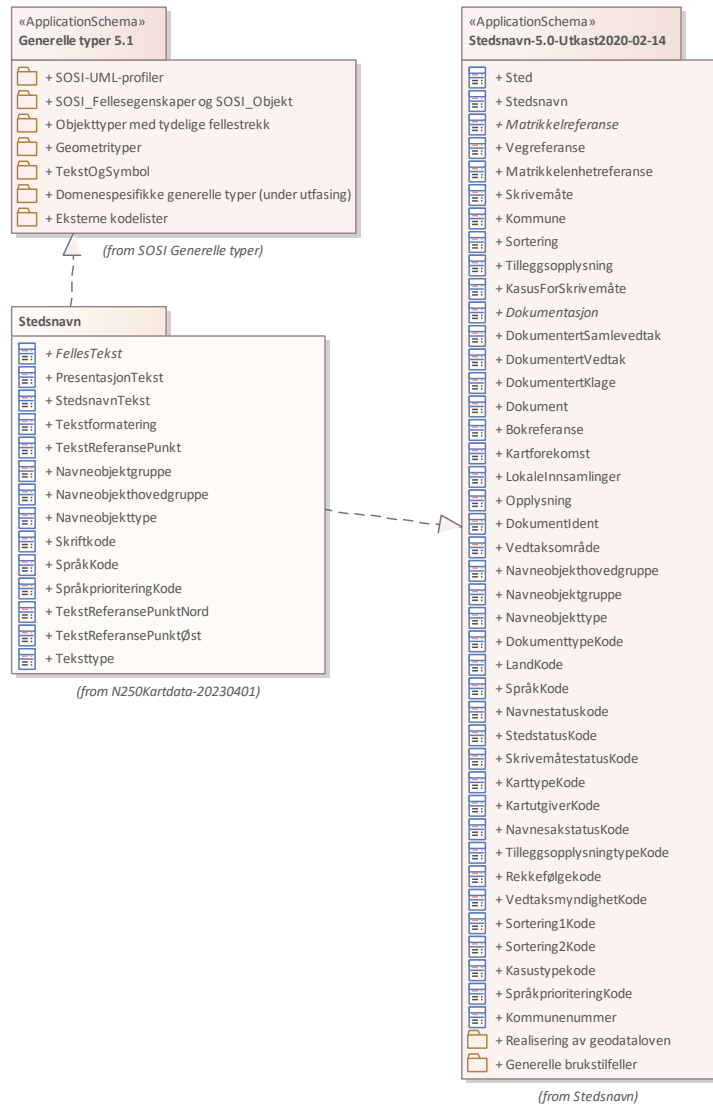 «ApplicationSchema»
Generelle typer 5.1
+ SOSI-UML-profiler
+ SOSI_Fellesegenskaper og SOSI_Objekt
+ Objekttyper med tydelige fellestrekk
+ Geometrityper
+ TekstOgSymbol
+ Domenespesifikke generelle typer (under utfasing)
+ Eksterne kodelister
(from SOSI Generelle typer)
Stedsnavn
+ FellesTekst
+ PresentasjonTekst
+ StedsnavnTekst
+ Tekstformatering
+ TekstReferansePunkt
+ Navneobjektgruppe
+ Navneobjekthovedgruppe
+ Navneobjekttype
+ Skriftkode
+ SpråkKode
+ SpråkprioriteringKode
+ TekstReferansePunktNord
+ TekstReferansePunktØst
+ Teksttype
(from N250Kartdata-20230401)
«ApplicationSchema»
Stedsnavn-5.0-Utkast2020-02-14
+ Sted
+ Stedsnavn
+ Matrikkelreferanse
+ Vegreferanse
+ Matrikkelenhetreferanse
+ Skrivemåte
+ Kommune
+ Sortering
+ Tilleggsopplysning
+ KasusForSkrivemåte
+ Dokumentasjon
+ DokumentertSamlevedtak
+ DokumentertVedtak
+ DokumentertKlage
+ Dokument
+ Bokreferanse
+ Kartforekomst
+ LokaleInnsamlinger
+ Opplysning
+ DokumentIdent
+ Vedtaksområde
+ Navneobjekthovedgruppe
+ Navneobjektgruppe
+ Navneobjekttype
+ DokumenttypeKode
+ LandKode
+ SpråkKode
+ Navnestatuskode
+ StedstatusKode
+ SkrivemåtestatusKode
+ KarttypeKode
+ KartutgiverKode
+ NavnesakstatusKode
+ TilleggsopplysningtypeKode
+ Rekkefølgekode
+ VedtaksmyndighetKode
+ Sortering1Kode
+ Sortering2Kode
+ Kasustypekode
+ SpråkprioriteringKode
+ Kommunenummer
+ Realisering av geodataloven
+ Generelle brukstilfeller
(from Stedsnavn)